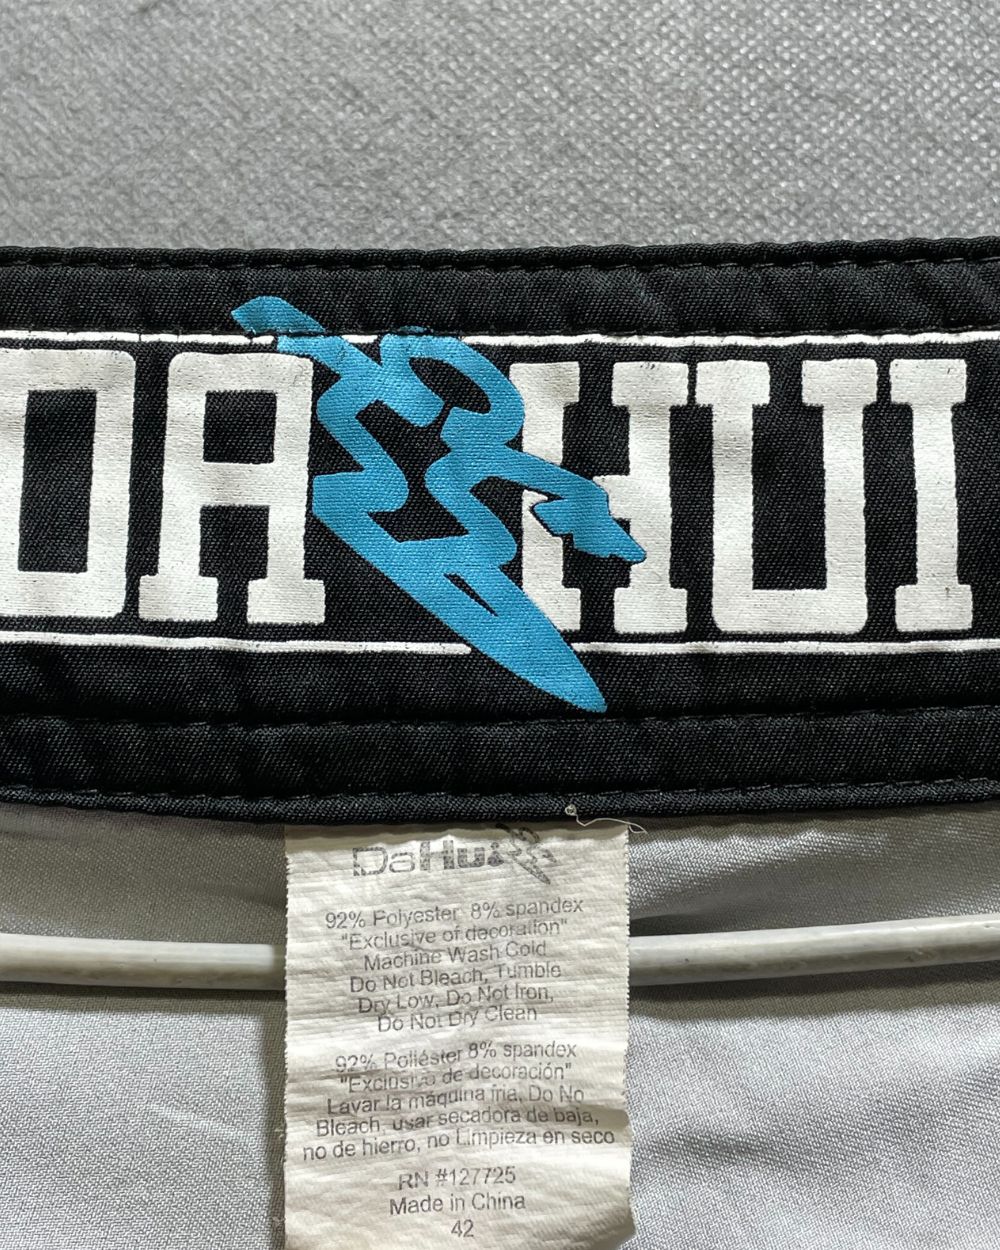 DA HUI
DaHui
92% Polyester 8% spandex
"Exclusive of decoration"
Machine Wash Cold
Do Not Bleach, Tumble
Dry Low, Do Not Iron,
Do Not Dry Clean
92% Poliéster 8% spandex
"Exclusivo de decoración"
Lavar la máquina fria, Do No
Bleach, usar secadora de baja,
no de hierro, no Limpieza en seco
RN #127725
Made in China
42